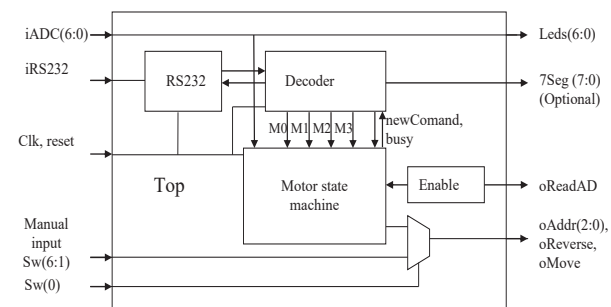 iADC(6:0)
Leds(6:0)
iRS232
RS232
Decoder
7Seg (7:0)
(Optional)
M0 M1 M2 M3
newComand,
busy
Clk, reset
Top
Motor state
machine
Enable
oReadAD
Manual
input
Sw(6:1)
oAddr(2:0),
oReverse,
oMove
Sw(0)